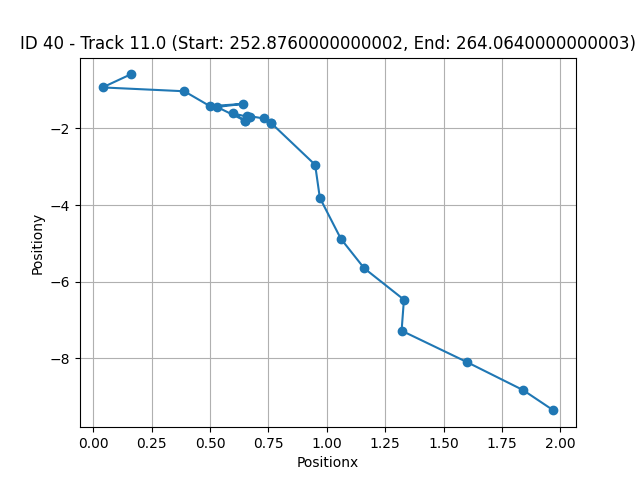 ID 40 - Track 11.0 (Start: 252.8760000000002, End: 264.0640000000003)
Positiony
−2
−4
−6
−8
0.00 0.25 0.50 0.75 1.00 1.25 1.50 1.75 2.00
Positionx